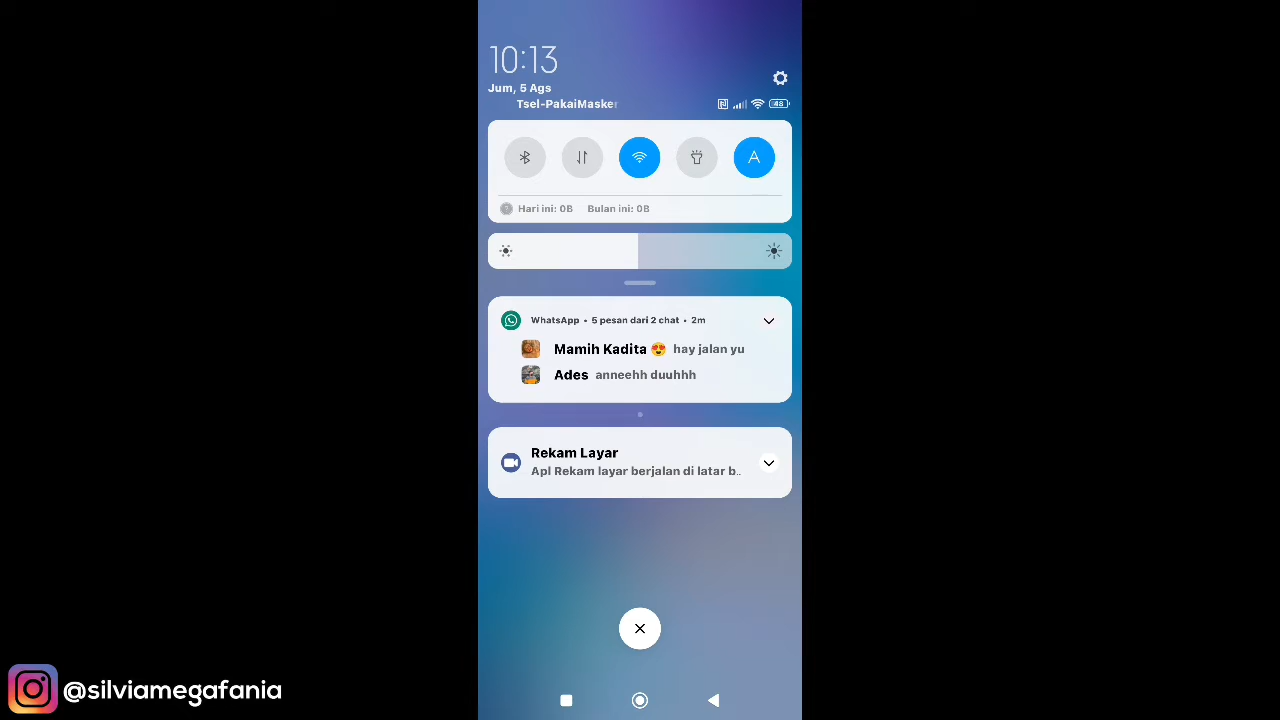 10:13
Jum, 5 Ags
Tsel-PakaiMasker
48
A
Hari ini: 0B Bulan ini: 0B
WhatsApp • 5 pesan dari 2 chat • 2m
Mamih Kadita 😍 hay jalan yu
Ades anneehh duuhhh
Rekam Layar
Apl Rekam layar berjalan di latar b..
@silviamegafania